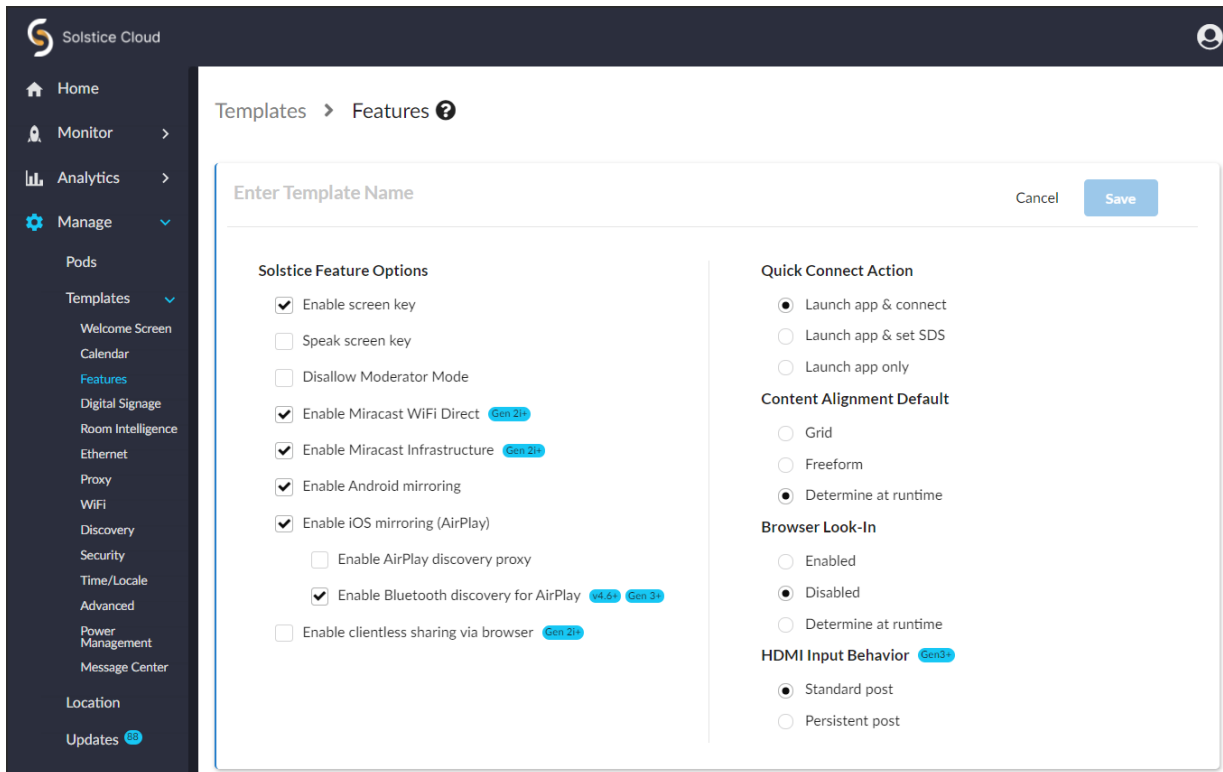 Solstice Cloud
Home
Monitor
Analytics
Manage
Pods
Templates
Welcome Screen
Calendar
Features
Digital Signage
Room Intelligence
Ethernet
Proxy
WiFi
Discovery
Security
Time/Locale
Advanced
Power
Management
Message Center
Location
Updates 88
Templates > Features ?
Enter Template Name
Cancel
Save
Solstice Feature Options
Enable screen key
Speak screen key
Disallow Moderator Mode
Enable Miracast WiFi Direct Gen 2i+
Enable Miracast Infrastructure Gen 2i+
Enable Android mirroring
Enable iOS mirroring (AirPlay)
Enable AirPlay discovery proxy
Enable Bluetooth discovery for AirPlay v4.6+ Gen 3+
Enable clientless sharing via browser Gen 2i+
Quick Connect Action
Launch app & connect
Launch app & set SDS
Launch app only
Content Alignment Default
Grid
Freeform
Determine at runtime
Browser Look-In
Enabled
Disabled
Determine at runtime
HDMI Input Behavior Gen3+
Standard post
Persistent post